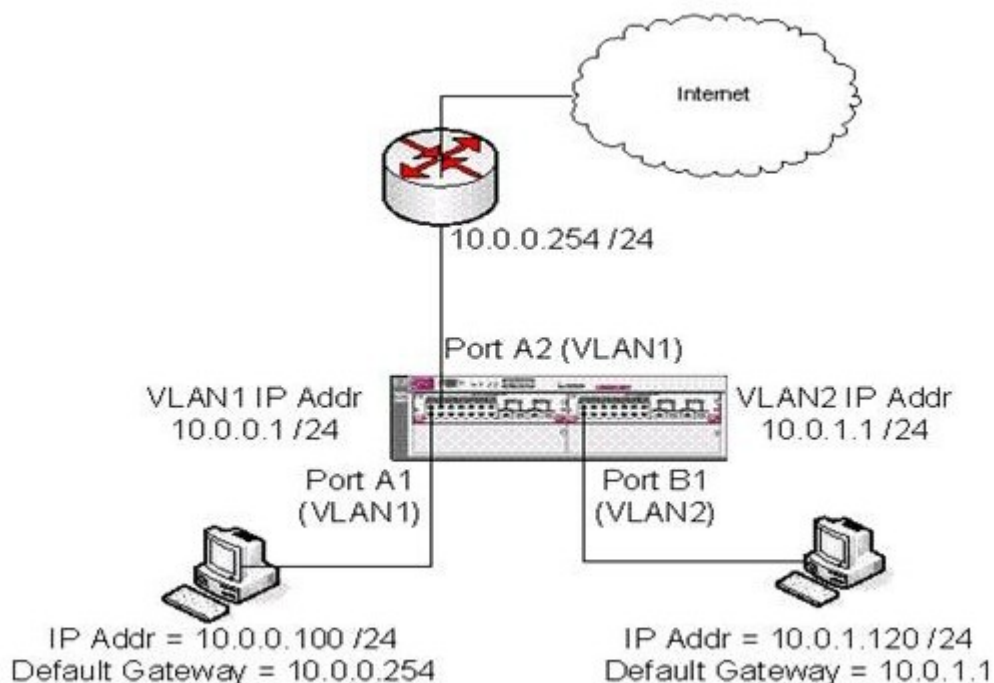 Internet
10.0.0.254 /24
Port A2 (VLAN1)
VLAN1 IP Addr
10.0.0.1 /24
VLAN2 IP Addr
10.0.1.1 /24
Port A1
(VLAN1)
Port B1
(VLAN2)
IP Addr = 10.0.0.100 /24
Default Gateway = 10.0.0.254
IP Addr = 10.0.1.120 /24
Default Gateway = 10.0.1.1